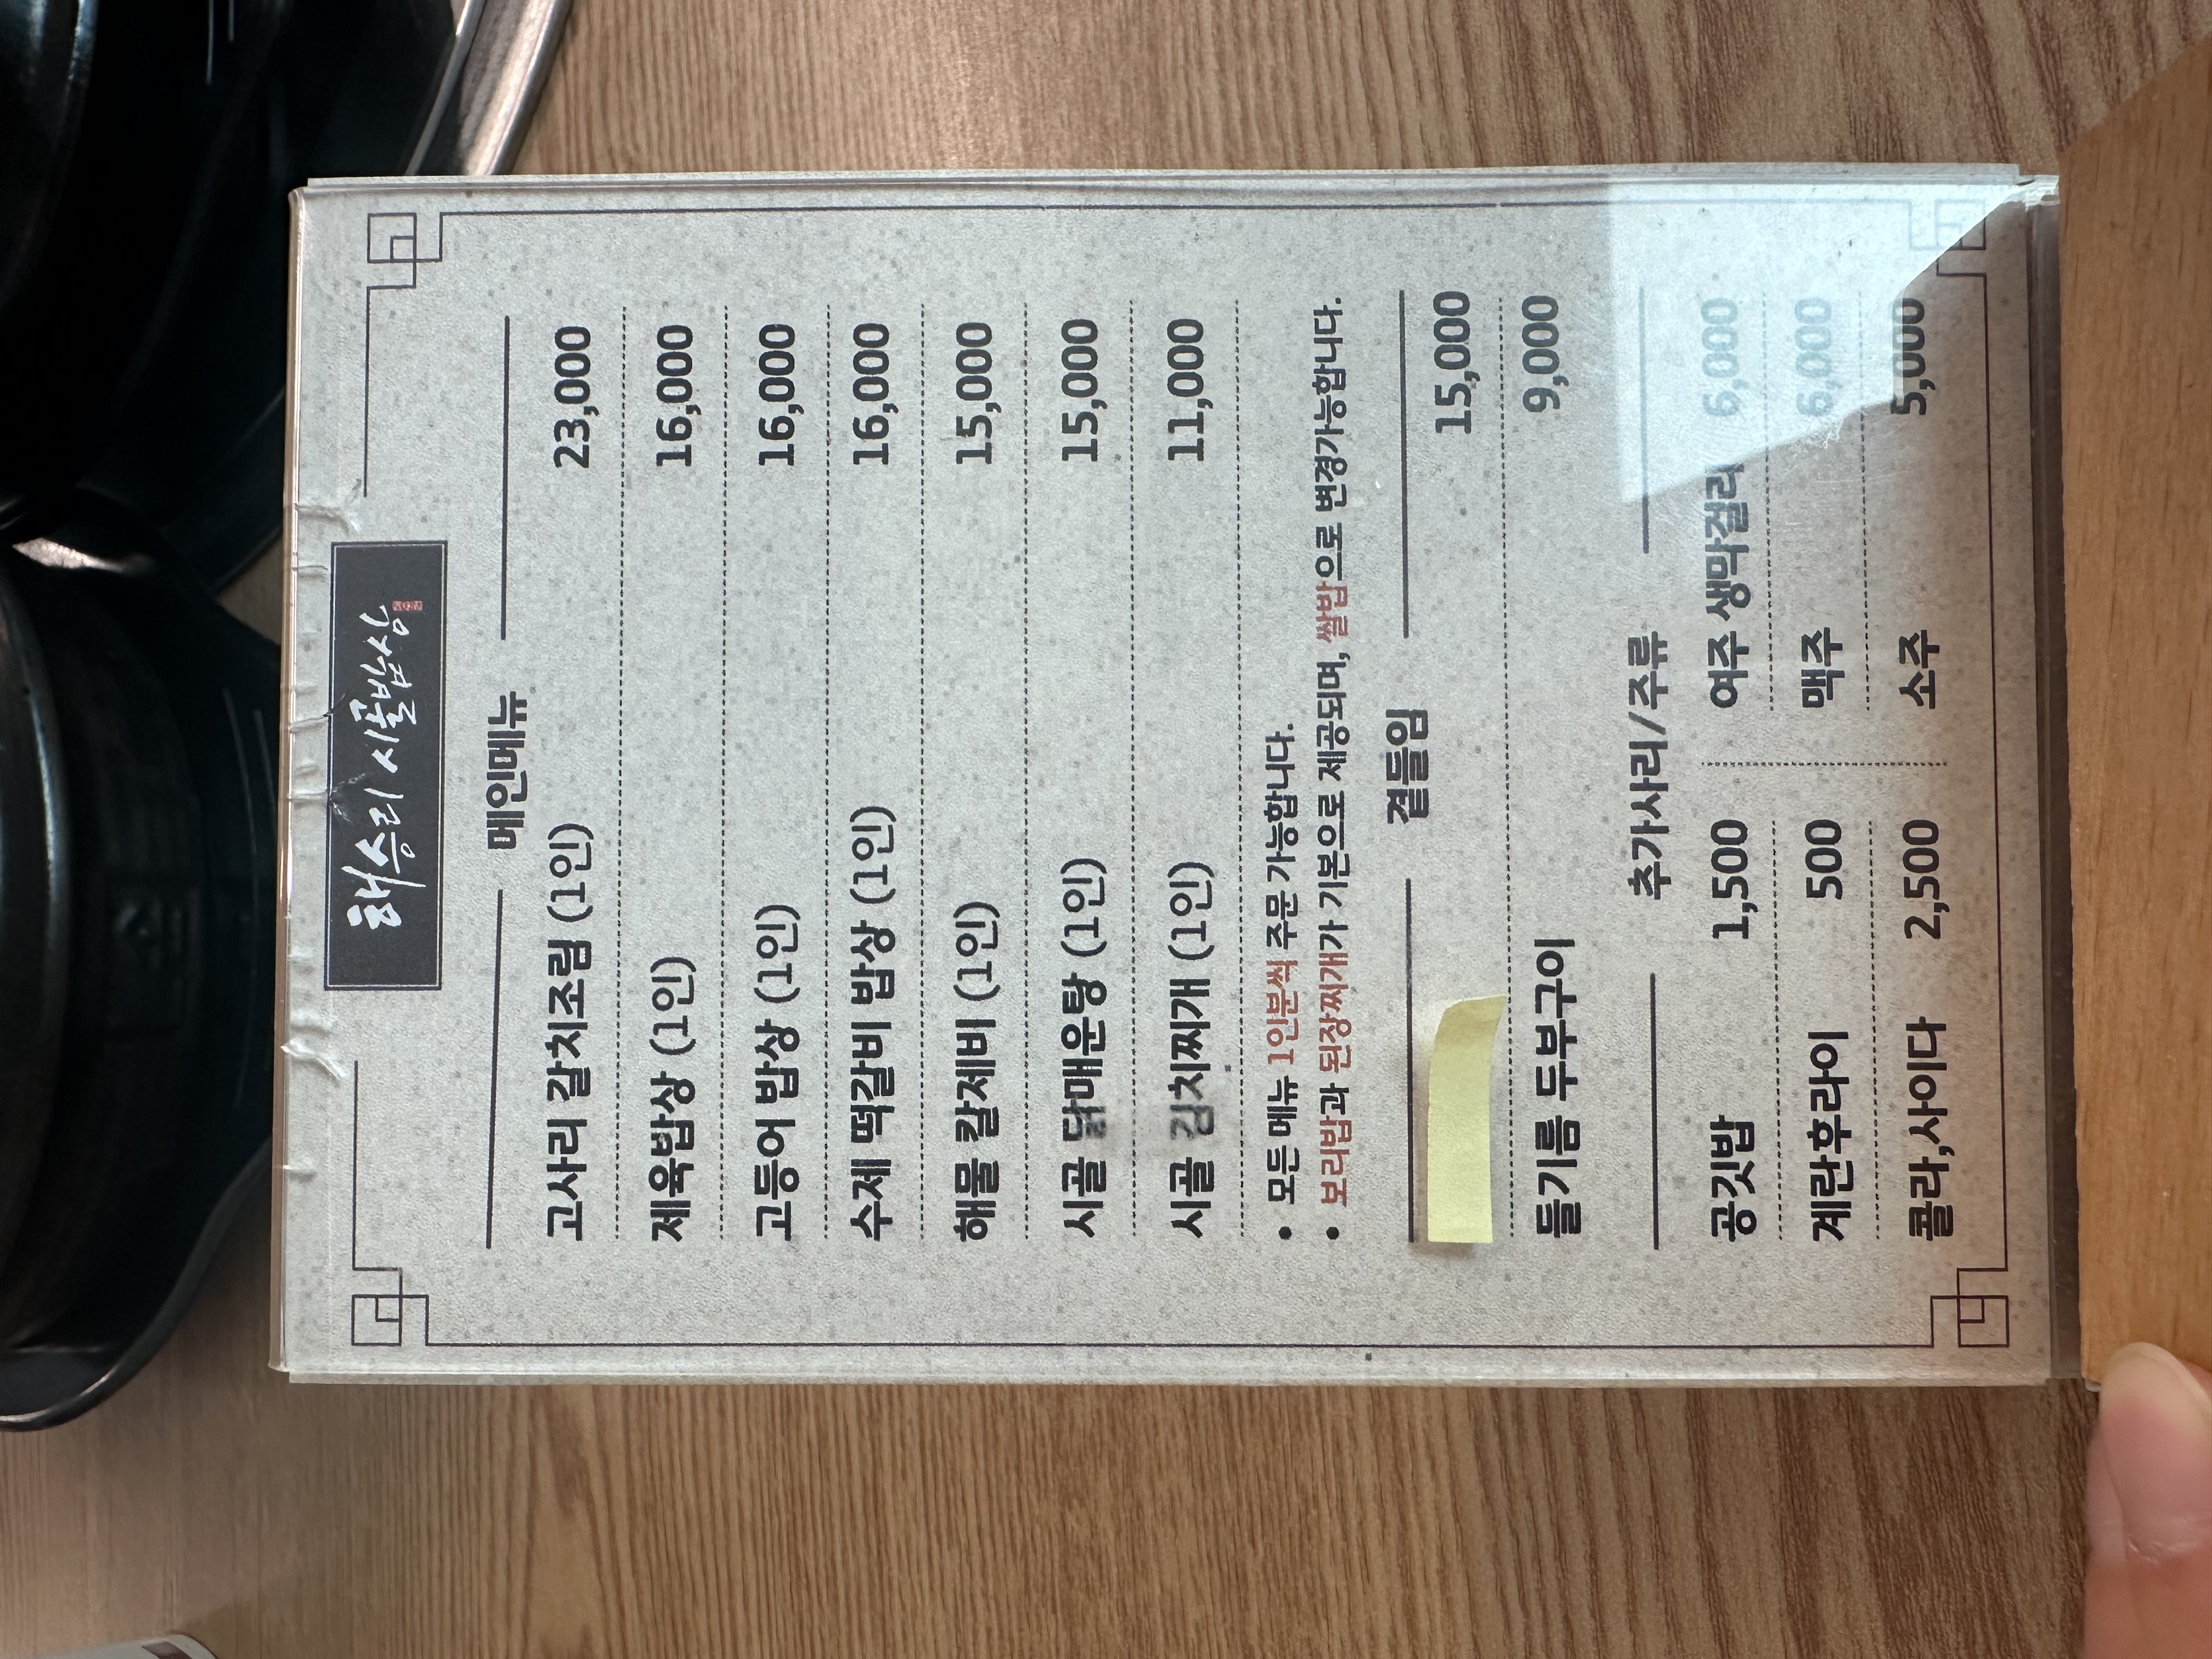 해승리 시골밥상
메인메뉴
고사리 갈치조림 (1인) 23,000
제육밥상 (1인) 16,000
고등어 밥상 (1인) 16,000
수제 떡갈비 밥상 (1인) 16,000
해물 칼제비 (1인) 15,000
시골 닭매운탕 (1인) 15,000
시골 김치찌개 (1인) 11,000
• 모든 메뉴 1인분씩 주문 가능합니다.
• 보리밥과 된장찌개가 기본으로 제공되며, 쌀밥으로 변경가능합니다.
곁들임
15,000
들기름 두부구이 9,000
추가사리/주류
공깃밥 1,500
계란후라이 500
콜라,사이다 2,500
여주 생막걸리 6,000
맥주 6,000
소주 5,000